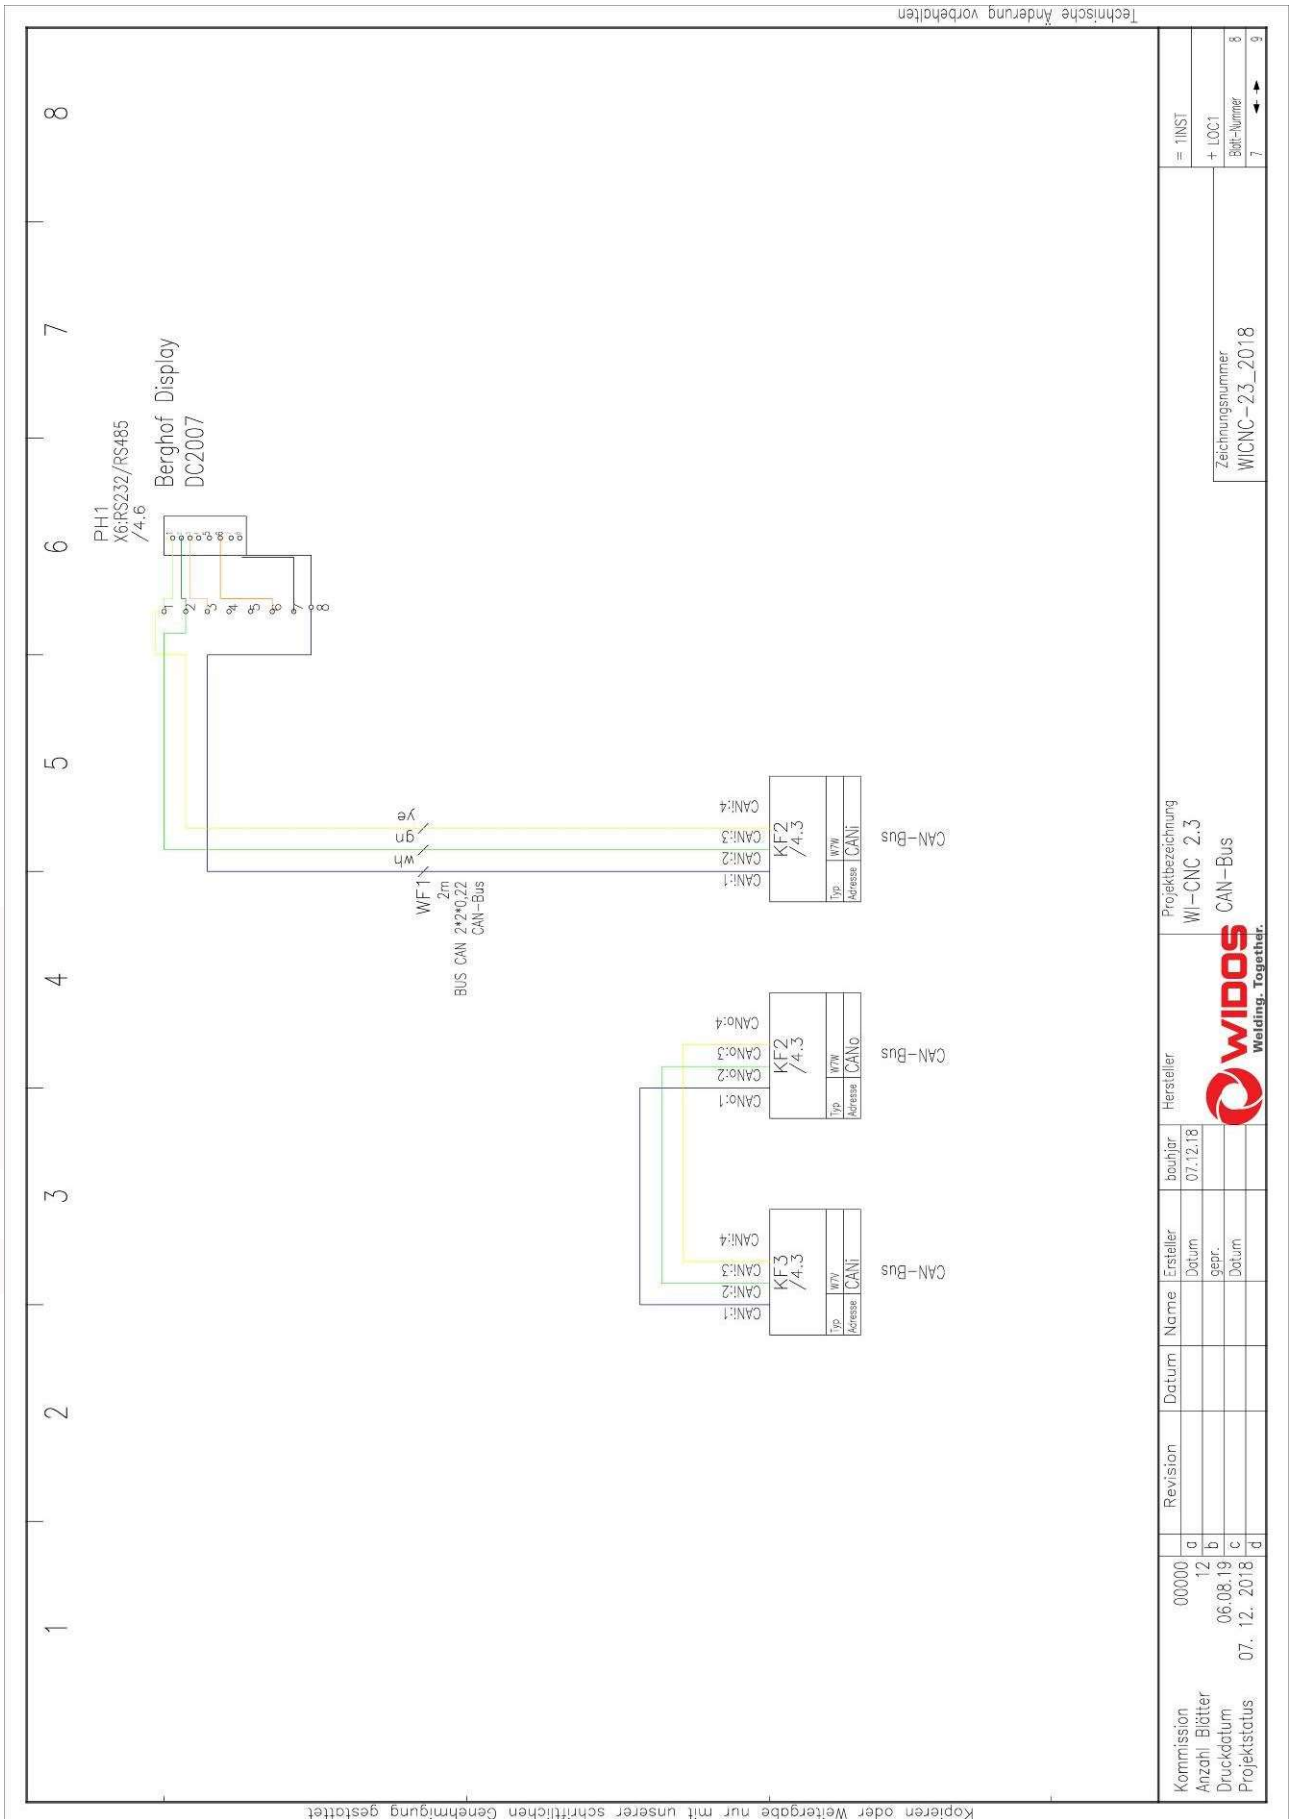 Technische Änderung vorbehalten
1 2 3 4 5 6 7 8
PH1
X6:RS232/RS485
/4.6
Berghof Display
DC2007
1
2
3
4
5
6
7
8
wh
gn
ye
WF1
2m
BUS CAN 2*2*0,22
CAN-Bus
CANi:1
CANi:2
CANi:3
CANi:4
KF3
/4.3
Typ W7V
Adresse CANi
CAN-Bus
CANo:1
CANo:2
CANo:3
CANo:4
KF2
/4.3
Typ W7W
Adresse CANo
CAN-Bus
CANi:1
CANi:2
CANi:3
CANi:4
KF2
/4.3
Typ W7W
Adresse CANi
CAN-Bus
Kopieren oder Weitergabe nur mit unserer schriftlichen Genehmigung gestattet
Kommission 00000
Anzahl Blätter 12
Druckdatum 06.08.19
Projektstatus 07. 12. 2018
a
b
c
d
Revision Datum Name
Ersteller bouhjar
Datum 07.12.18
gepr.
Datum
Hersteller
WIDOS
Welding. Together.
Projektbezeichnung
WI-CNC 2.3
CAN-Bus
Zeichnungsnummer
WICNC-23_2018
= 1INST
+ LOC1
Blatt-Nummer 8
7 9